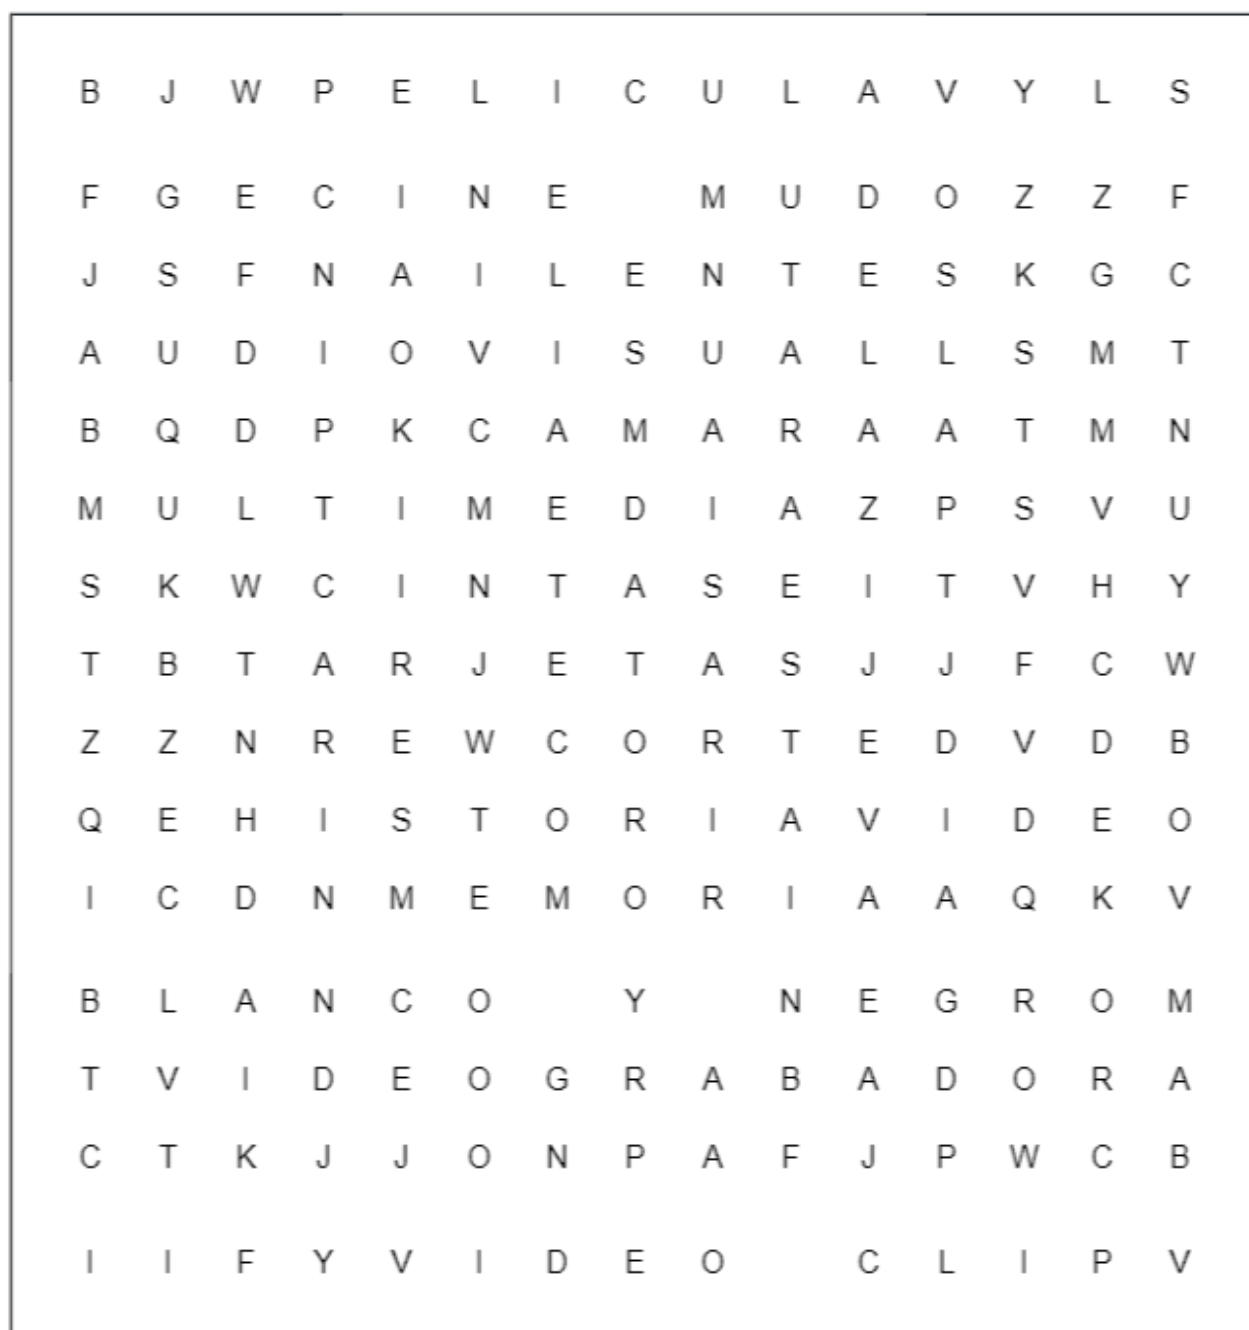 B J W P E L I C U L A V Y L S
F G E C I N E   M U D O Z Z F
J S F N A I L E N T E S K G C
A U D I O V I S U A L L S M T
B Q D P K C A M A R A A T M N
M U L T I M E D I A Z P S V U
S K W C I N T A S E I T V H Y
T B T A R J E T A S J J F C W
Z Z N R E W C O R T E D V D B
Q E H I S T O R I A V I D E O
I C D N M E M O R I A A Q K V
B L A N C O   Y   N E G R O M
T V I D E O G R A B A D O R A
C T K J J O N P A F J P W C B
I I F Y V I D E O   C L I P V